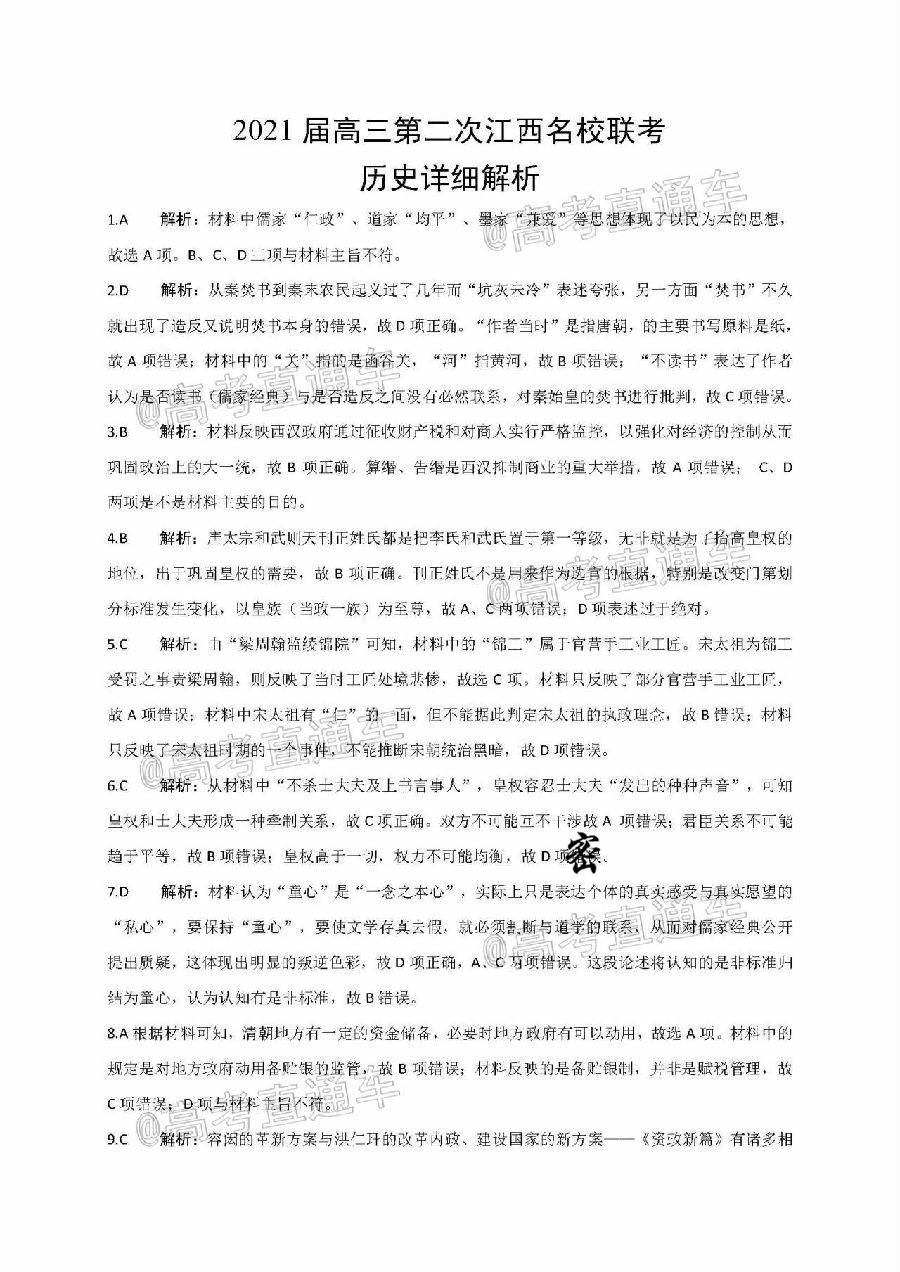 2021 届高三第二次江西名校联考
历史详细解析
1.A 解析：材料中儒家“仁政”、道家“均平”、墨家“兼爱”等思想体现了以民为本的思想，
故选 A 项。B、C、D 三项与材料主旨不符。
2.D 解析：从秦焚书到秦末农民起义过了几年而“坑灰未冷”表述夸张，另一方面“焚书”不久
就出现了造反又说明焚书本身的错误，故 D 项正确。“作者当时”是指唐朝，的主要书写原料是纸，
故 A 项错误；材料中的“关”指的是函谷关，“河”指黄河，故 B 项错误；“不读书”表达了作者
认为是否读书（儒家经典）与是否造反之间没有必然联系，对秦始皇的焚书进行批判，故 C 项错误。
3.B 解析：材料反映西汉政府通过征收财产税和对商人实行严格监控，以强化对经济的控制从而
巩固政治上的大一统，故 B 项正确。算缗、告缗是西汉抑制商业的重大举措，故 A 项错误； C、D
两项是不是材料主要的目的。
4.B 解析：唐太宗和武则天刊正姓氏都是把李氏和武氏置于第一等级，无非就是为了抬高皇权的
地位，出于巩固皇权的需要，故 B 项正确。刊正姓氏不是用来作为选官的根据，特别是改变门第划
分标准发生变化，以皇族（当政一族）为至尊，故 A、C 两项错误；D 项表述过于绝对。
5.C 解析：由“梁周翰监绫锦院”可知，材料中的“锦工”属于官营手工业工匠。宋太祖为锦工
受罚之事责梁周翰，则反映了当时工匠处境悲惨，故选 C 项。材料只反映了部分官营手工业工匠，
故 A 项错误；材料中宋太祖有“仁”的一面，但不能据此判定宋太祖的执政理念，故 B 错误；材料
只反映了宋太祖时期的一个事件，不能推断宋朝统治黑暗，故 D 项错误。
6.C 解析：从材料中“不杀士大夫及上书言事人”，皇权容忍士大夫“发出的种种声音”，可知
皇权和士大夫形成一种牵制关系，故 C 项正确。双方不可能互不干涉故 A 项错误；君臣关系不可能
趋于平等，故 B 项错误；皇权高于一切，权力不可能均衡，故 D 项错误。
密
7.D 解析：材料认为“童心”是“一念之本心”，实际上只是表达个体的真实感受与真实愿望的
“私心”，要保持“童心”，要使文学存真去假，就必须割断与道学的联系，从而对儒家经典公开
提出质疑，这体现出明显的叛逆色彩，故 D 项正确，A、C 两项错误。这段论述将认知的是非标准归
结为童心，认为认知有是非标准，故 B 错误。
8.A 根据材料可知，清朝地方有一定的资金储备，必要时地方政府有可以动用，故选 A 项。材料中的
规定是对地方政府动用备贮银的监管，故 B 项错误；材料反映的是备贮银制，并非是赋税管理，故
C 项错误；D 项与材料主旨不符。
9.C 解析：容闳的革新方案与洪仁玕的改革内政、建设国家的新方案——《资政新篇》有诸多相
@高考直通车
@高考直通车
@高考直通车
@高考直通车
@高考直通车
@高考直通车